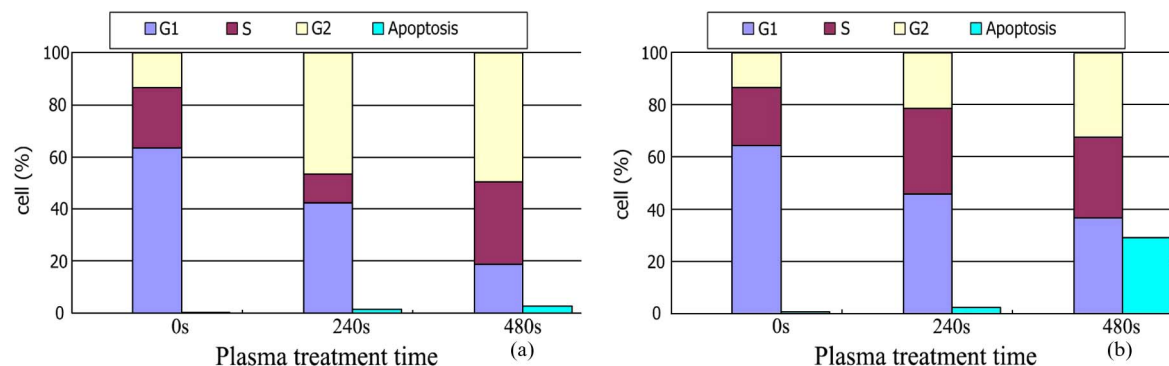 G1 S G2 Apoptosis
100
80
60
40
20
0
cell (%)
0s 240s 480s
Plasma treatment time (a)
G1 S G2 Apoptosis
100
80
60
40
20
0
cell (%)
0s 240s 480s
Plasma treatment time (b)